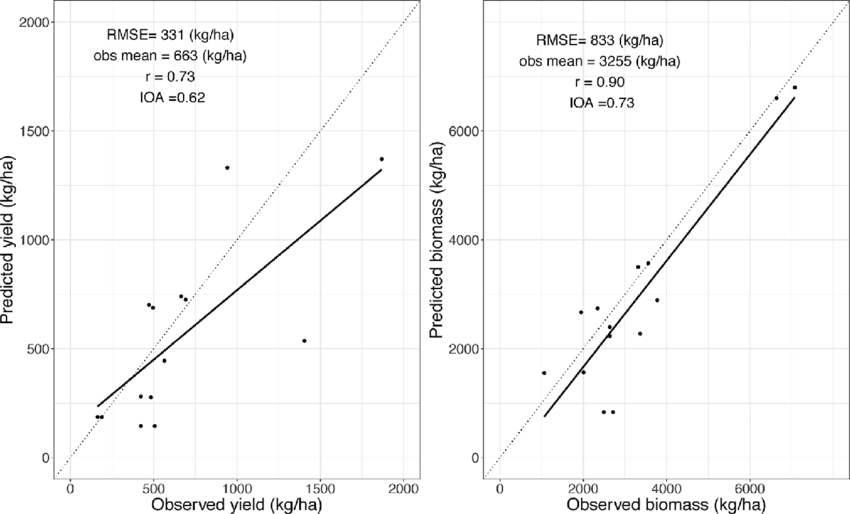 RMSE= 331 (kg/ha)
obs mean = 663 (kg/ha)
r = 0.73
IOA =0.62
2000
1500
1000
500
0
Predicted yield (kg/ha)
0 500 1000 1500 2000
Observed yield (kg/ha)
RMSE= 833 (kg/ha)
obs mean = 3255 (kg/ha)
r = 0.90
IOA =0.73
6000
4000
2000
0
Predicted biomass (kg/ha)
0 2000 4000 6000
Observed biomass (kg/ha)